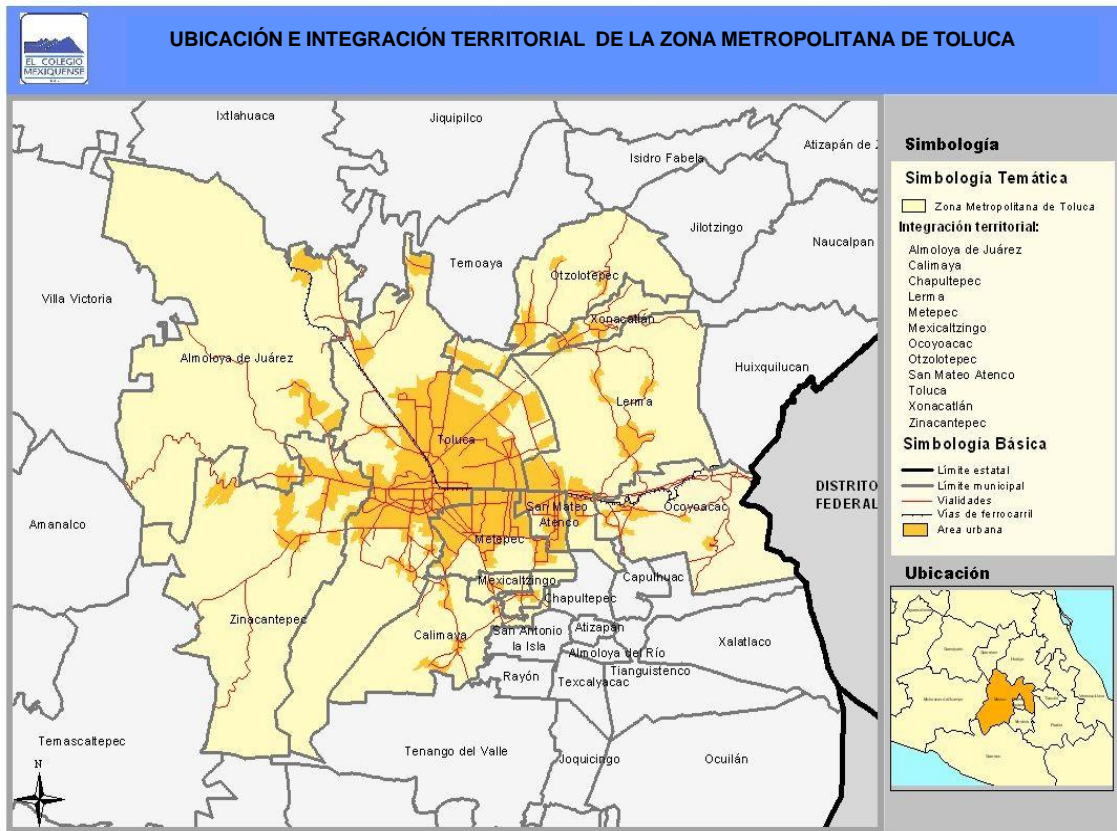 EL COLEGIO
MEXIQUENSE
UBICACIÓN E INTEGRACIÓN TERRITORIAL DE LA ZONA METROPOLITANA DE TOLUCA
Ixtlahuaca
Jiquipilco
Atizapán de
Isidro Fabela
Jilotzingo
Naucalpan
Temoaya
Otzolotepec
Villa Victoria
Xonacatlán
Almoloya de Juárez
Huixquilucan
Lerma
Toluca
DISTRITO
FEDERAL
San Mateo
Atenco
Ocoyoacac
Amanalco
Metepec
Mexicaltzingo
Capulhuac
Chapultepec
Zinacantepec
Calimaya
San Antonio
la Isla
Atizapán
Xalatlaco
Almoloya del Río
Tianguistenco
Rayón
Texcalyacac
Temascaltepec
Tenango del Valle
Joquicingo
Ocuilán
N
Simbología
Simbología Temática
Zona Metropolitana de Toluca
Integración territorial:
Almoloya de Juárez
Calimaya
Chapultepec
Lerma
Metepec
Mexicaltzingo
Ocoyoacac
Otzolotepec
San Mateo Atenco
Toluca
Xonacatlán
Zinacantepec
Simbología Básica
Límite estatal
Límite municipal
Vialidades
Vías de ferrocarril
Area urbana
Ubicación